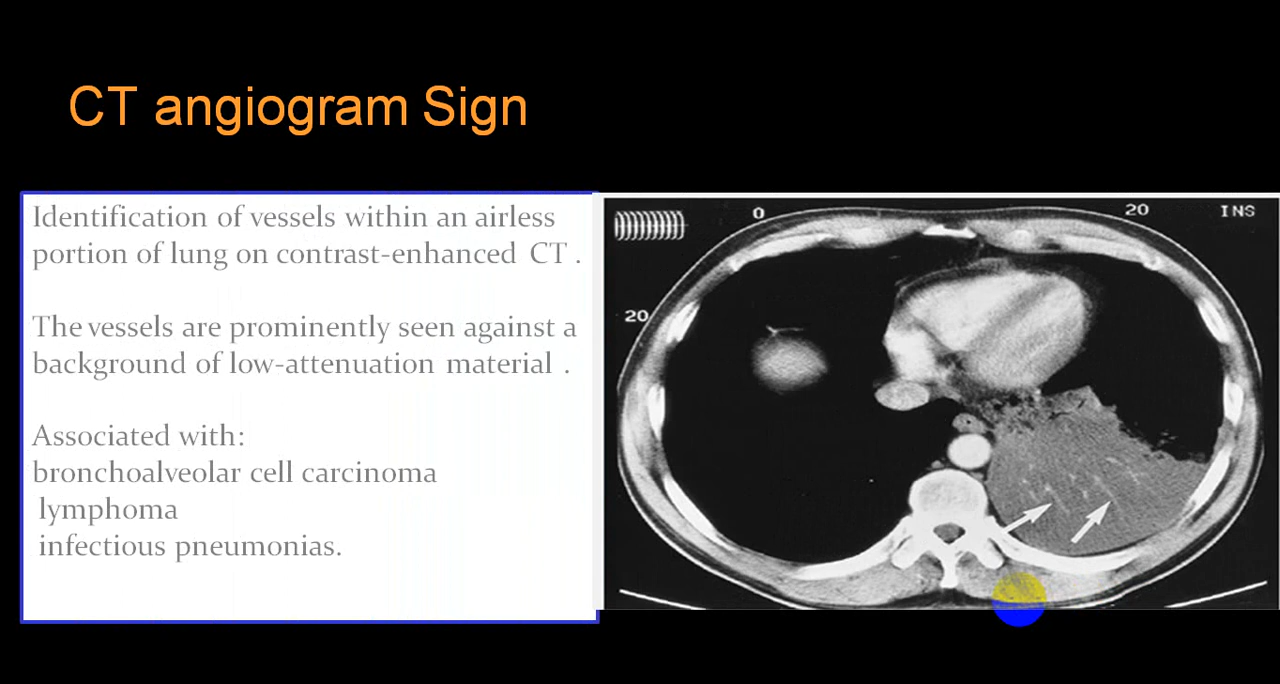 CT angiogram Sign
Identification of vessels within an airless
portion of lung on contrast-enhanced CT .
The vessels are prominently seen against a
background of low-attenuation material .
Associated with:
bronchoalveolar cell carcinoma
lymphoma
infectious pneumonias.
0
20
INS
20